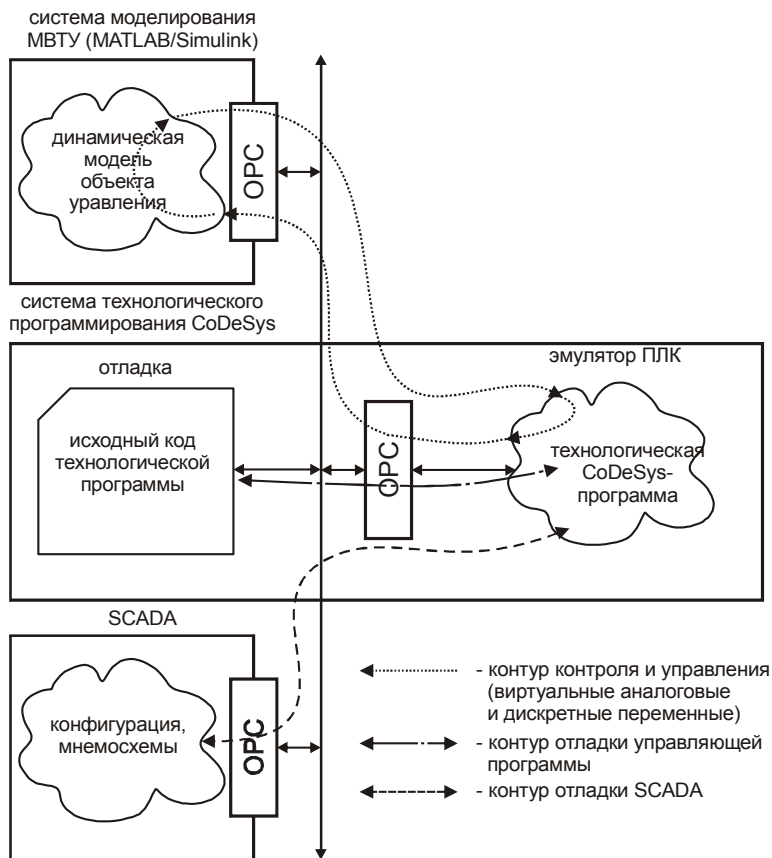 система моделирования
МВТУ (MATLAB/Simulink)
динамическая
модель
объекта
уравления
OPC
система технологического
программирования CoDeSys
отладка
эмулятор ПЛК
исходный код
технологической
программы
OPC
технологическая
CoDeSys-
программа
SCADA
конфигурация,
мнемосхемы
OPC
- контур контроля и управления
(виртуальные аналоговые
и дискретные переменные)
- контур отладки управляющей
программы
- контур отладки SCADA